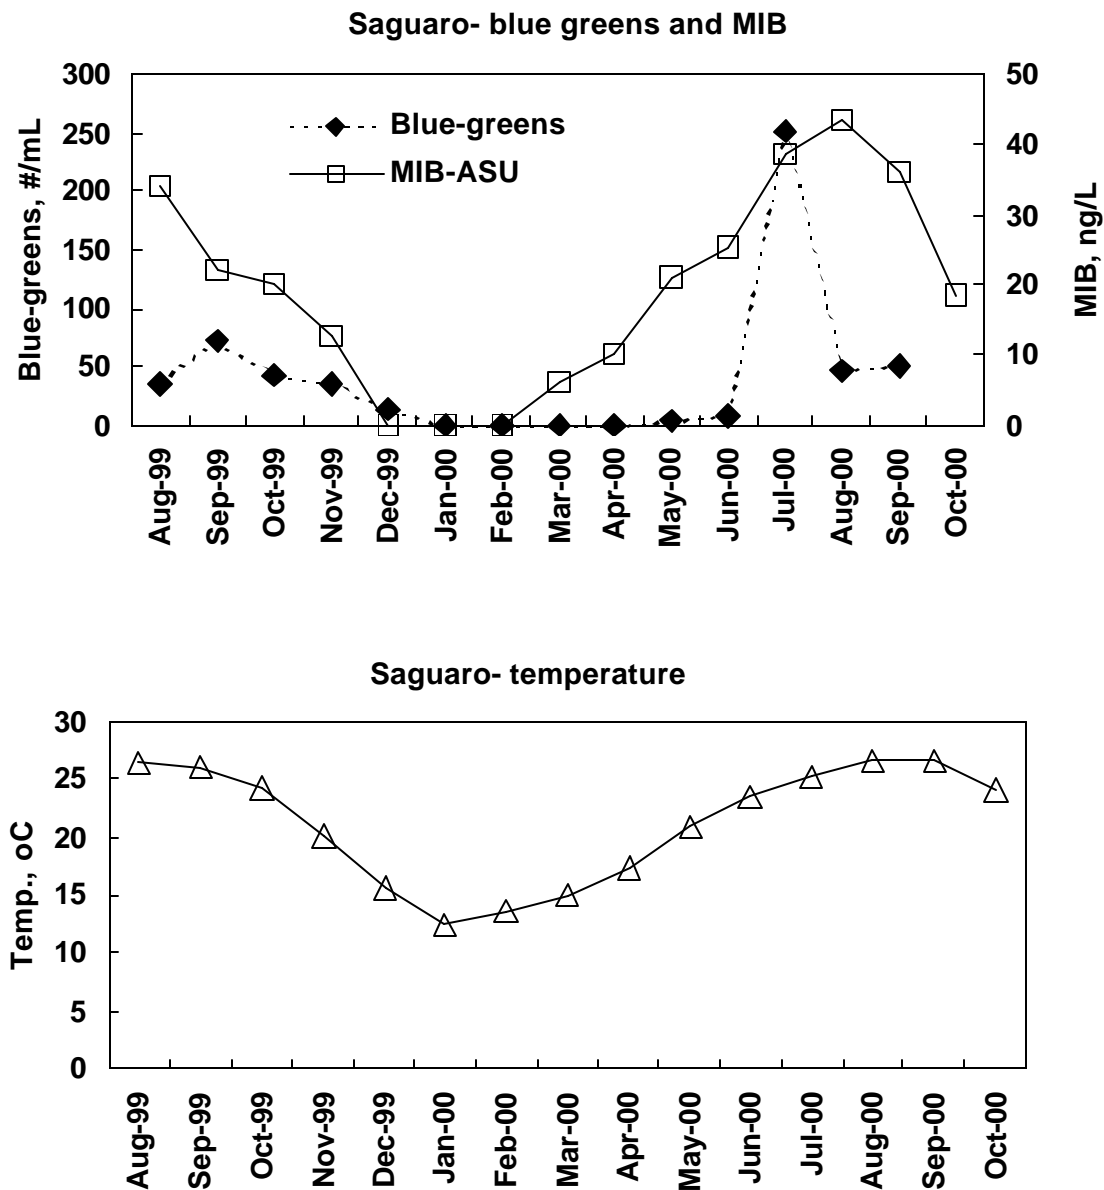 Saguaro- blue greens and MIB
Blue-greens, #/mL
300
250
200
150
100
50
0
Blue-greens
MIB-ASU
50
40
30
20
10
0
MIB, ng/L
Aug-99
Sep-99
Oct-99
Nov-99
Dec-99
Jan-00
Feb-00
Mar-00
Apr-00
May-00
Jun-00
Jul-00
Aug-00
Sep-00
Oct-00
Saguaro- temperature
Temp., oC
30
25
20
15
10
5
0
Aug-99
Sep-99
Oct-99
Nov-99
Dec-99
Jan-00
Feb-00
Mar-00
Apr-00
May-00
Jun-00
Jul-00
Aug-00
Sep-00
Oct-00